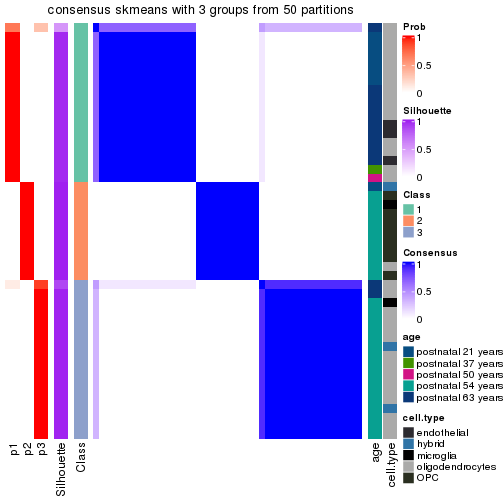 consensus skmeans with 3 groups from 50 partitions
Prob
1
0.5
0
Silhouette
1
0.5
0
Class
1
2
3
Consensus
1
0.5
0
age
postnatal 21 years
postnatal 37 years
postnatal 50 years
postnatal 54 years
postnatal 63 years
cell.type
endothelial
hybrid
microglia
oligodendrocytes
OPC
p1
p2
p3
Silhouette
Class
age
cell.type